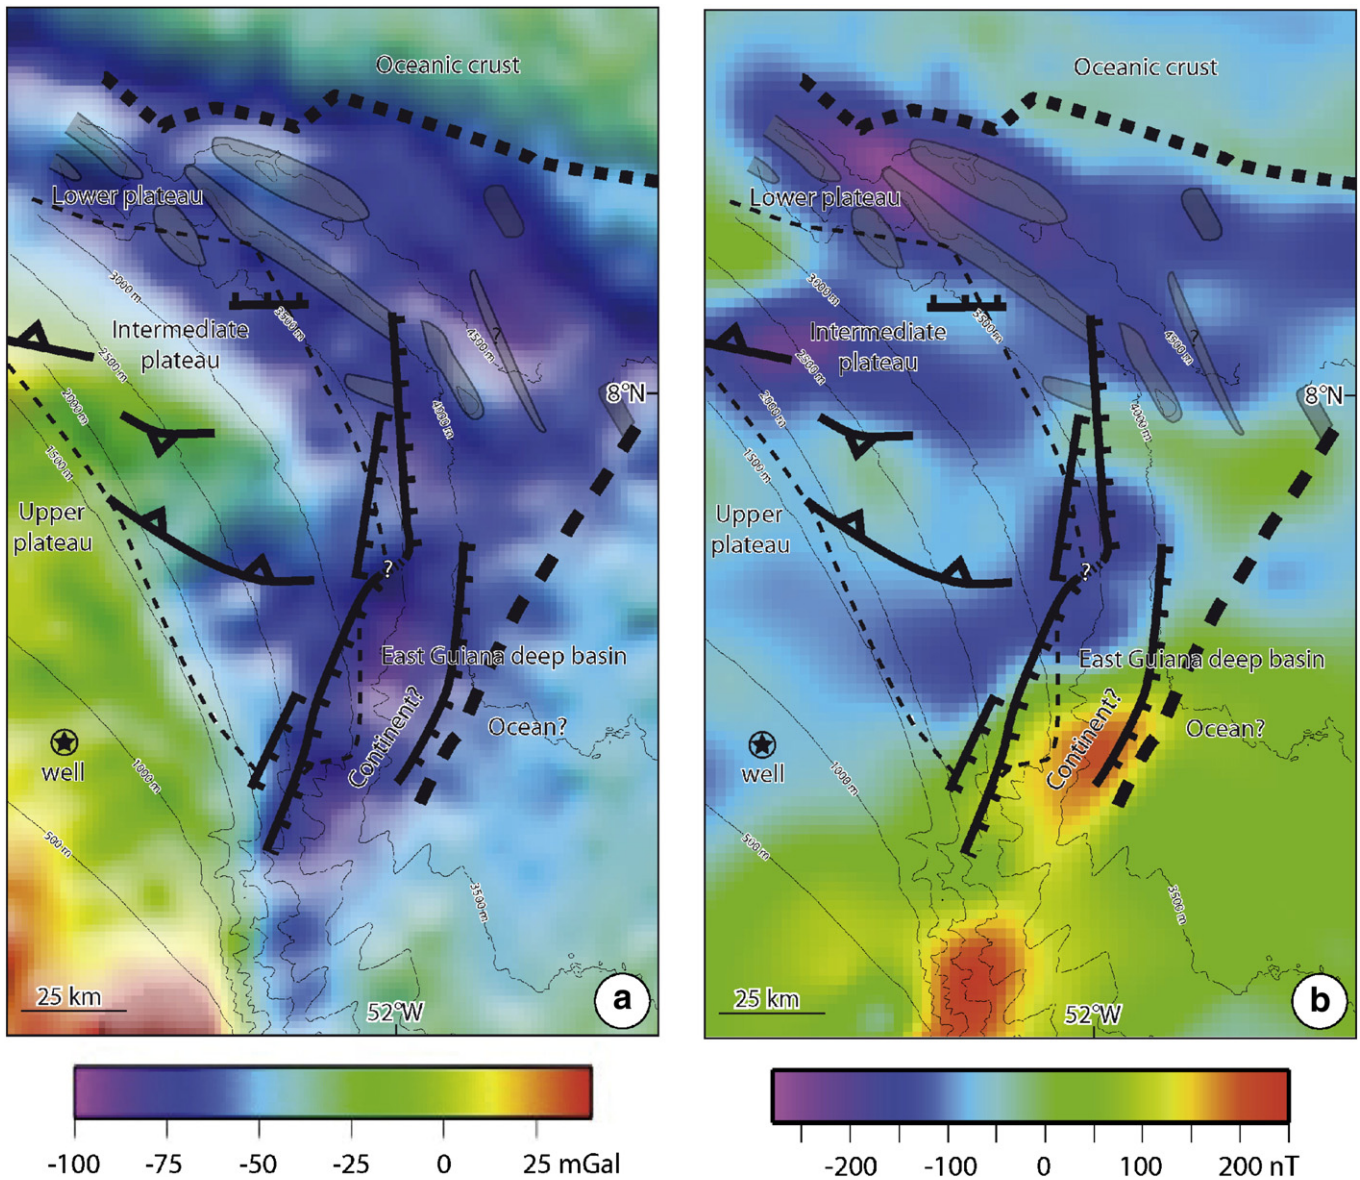 Oceanic crust
Lower plateau
3000 m
3500 m
Intermediate
plateau
4500 m
?
2500 m
2000 m
4000 m
8°N
1500 m
Upper
plateau
?
East Guiana deep basin
Continent?
Ocean?
well
1000 m
500 m
3500 m
25 km
52°W
a
-100 -75 -50 -25 0 25 mGal
Oceanic crust
Lower plateau
3000 m
5500 m
Intermediate
plateau
4500 m
?
2500 m
2000 m
4000 m
8°N
1500 m
Upper
plateau
?
East Guiana deep basin
Continent?
Ocean?
well
1000 m
500 m
3500 m
25 km
52°W
b
-200 -100 0 100 200 nT